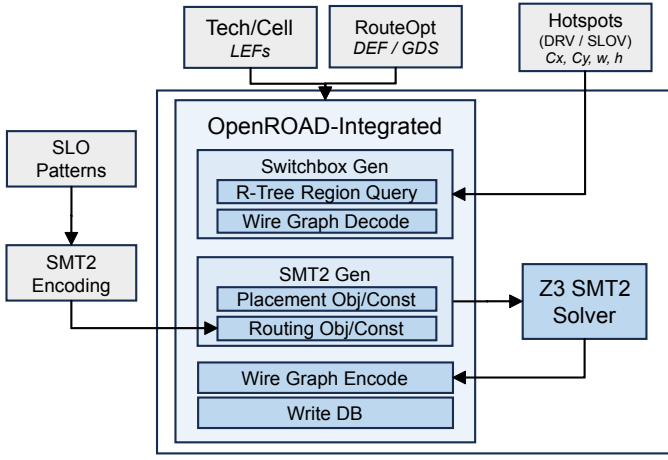 Tech/Cell
LEFs
RouteOpt
DEF / GDS
Hotspots
(DRV / SLOV)
Cx, Cy, w, h
OpenROAD-Integrated
SLO
Patterns
Switchbox Gen
R-Tree Region Query
Wire Graph Decode
SMT2
Encoding
SMT2 Gen
Placement Obj/Const
Routing Obj/Const
Z3 SMT2
Solver
Wire Graph Encode
Write DB